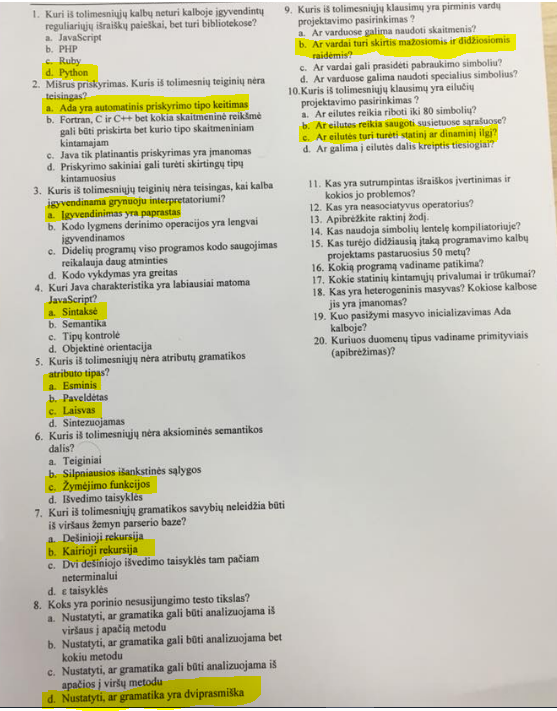 1. Kuri iš tolimesniųjų kalbų neturi kalboje įgyvendintų
reguliariųjų išraiškų paieškai, bet turi bibliotekose?
a. JavaScript
b. PHP
c. Ruby
d. Python
2. Mišrus priskyrimas. Kuris iš tolimesnių teiginių nėra
teisingas?
a. Ada yra automatinis priskyrimo tipo keitimas
b. Fortran, C ir C++ bet kokia skaitmeninė reikšmė
gali būti priskirta bet kurio tipo skaitmeniniam
kintamajam
c. Java tik platinantis priskyrimas yra įmanomas
d. Priskyrimo sakiniai gali turėti skirtingų tipų
kintamuosius
3. Kuris iš tolimesniųjų teiginių nėra teisingas, kai kalba
įgyvendinama grynuoju interpretatoriumi?
a. Įgyvendinimas yra paprastas
b. Kodo lygmens derinimo operacijos yra lengvai
įgyvendinamos
c. Didelių programų viso programos kodo saugojimas
reikalauja daug atminties
d. Kodo vykdymas yra greitas
4. Kuri Java charakteristika yra labiausiai matoma
JavaScript?
a. Sintaksė
b. Semantika
c. Tipų kontrolė
d. Objektinė orientacija
5. Kuris iš tolimesniųjų nėra atributų gramatikos
atributo tipas?
a. Esminis
b. Paveldėtas
c. Laisvas
d. Sintezuojamas
6. Kuris iš tolimesniųjų nėra aksiominės semantikos
dalis?
a. Teiginiai
b. Silpniausios išankstinės sąlygos
c. Žymėjimo funkcijos
d. Išvedimo taisyklės
7. Kuri iš tolimesniųjų gramatikos savybių neleidžia būti
iš viršaus žemyn parserio baze?
a. Dešinioji rekursija
b. Kairioji rekursija
c. Dvi dešiniojo išvedimo taisyklės tam pačiam
neterminalui
d. ε taisyklės
8. Koks yra porinio nesusijungimo testo tikslas?
a. Nustatyti, ar gramatika gali būti analizuojama iš
viršaus į apačią metodu
b. Nustatyti, ar gramatika gali būti analizuojama bet
kokiu metodu
c. Nustatyti, ar gramatika gali būti analizuojama iš
apačios į viršų metodu
d. Nustatyti, ar gramatika yra dviprasmiška
9. Kuris iš tolimesniųjų klausimų yra pirminis vardų
projektavimo pasirinkimas ?
a. Ar varduose galima naudoti skaitmenis?
b. Ar vardai turi skirtis mažosiomis ir didžiosiomis
raidėmis?
c. Ar vardai gali prasidėti pabraukimo simboliu?
d. Ar varduose galima naudoti specialius simbolius?
10.Kuris iš tolimesniųjų klausimų yra eilučių
projektavimo pasirinkimas ?
a. Ar eilutes reikia riboti iki 80 simbolių?
b. Ar eilutes reikia saugoti susietuose sąrašuose?
c. Ar eilutės turi turėti statinį ar dinaminį ilgį?
d. Ar galima į eilutės dalis kreiptis tiesiogiai?
11. Kas yra sutrumpintas išraiškos įvertinimas ir
kokios jo problemos?
12. Kas yra neasociatyvus operatorius?
13. Apibrėžkite raktinį žodį.
14. Kas naudoja simbolių lentelę kompiliatoriuje?
15. Kas turėjo didžiausią įtaką programavimo kalbų
projektams pastaruosius 50 metų?
16. Kokią programą vadiname patikima?
17. Kokie statinių kintamųjų privalumai ir trūkumai?
18. Kas yra heterogeninis masyvas? Kokiose kalbose
jis yra įmanomas?
19. Kuo pasižymi masyvo inicializavimas Ada
kalboje?
20. Kuriuos duomenų tipus vadiname primityviais
(apibrėžimas)?